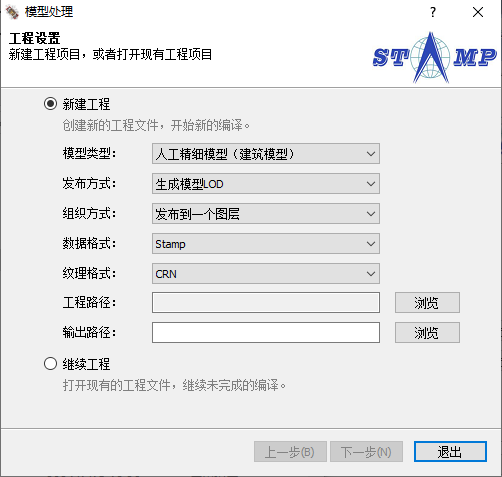 模型处理
工程设置
新建工程项目，或者打开现有工程项目
STAMP
新建工程
创建新的工程文件，开始新的编译。
模型类型： 人工精细模型（建筑模型）
发布方式： 生成模型LOD
组织方式： 发布到一个图层
数据格式： Stamp
纹理格式： CRN
工程路径： 浏览
输出路径： 浏览
继续工程
打开现有的工程文件，继续未完成的编译。
上一步(B) 下一步(N) 退出